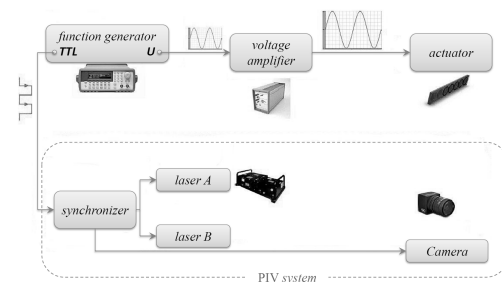 function generator
TTL U
voltage
amplifier
actuator
laser A
synchronizer
laser B
Camera
PIV system